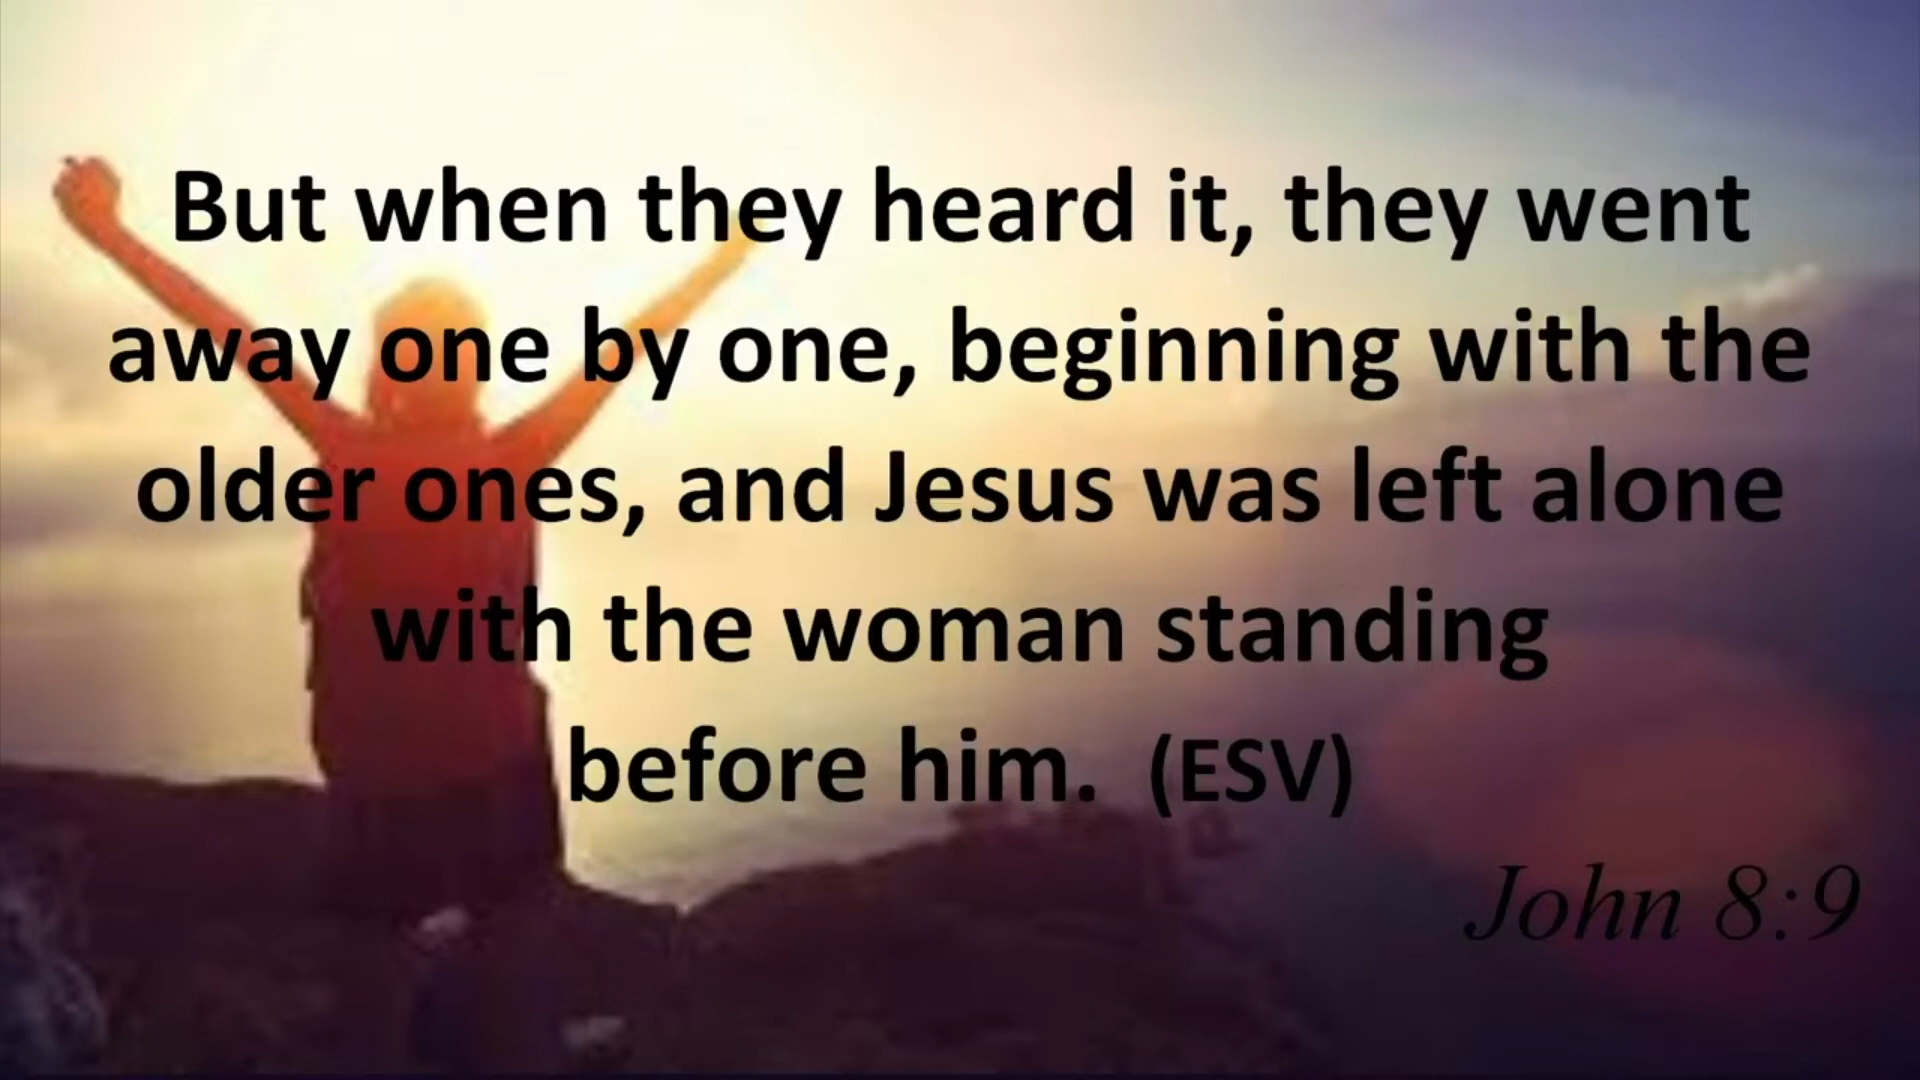 But when they heard it, they went
away one by one, beginning with the
older ones, and Jesus was left alone
with the woman standing
before him. (ESV)
John 8:9